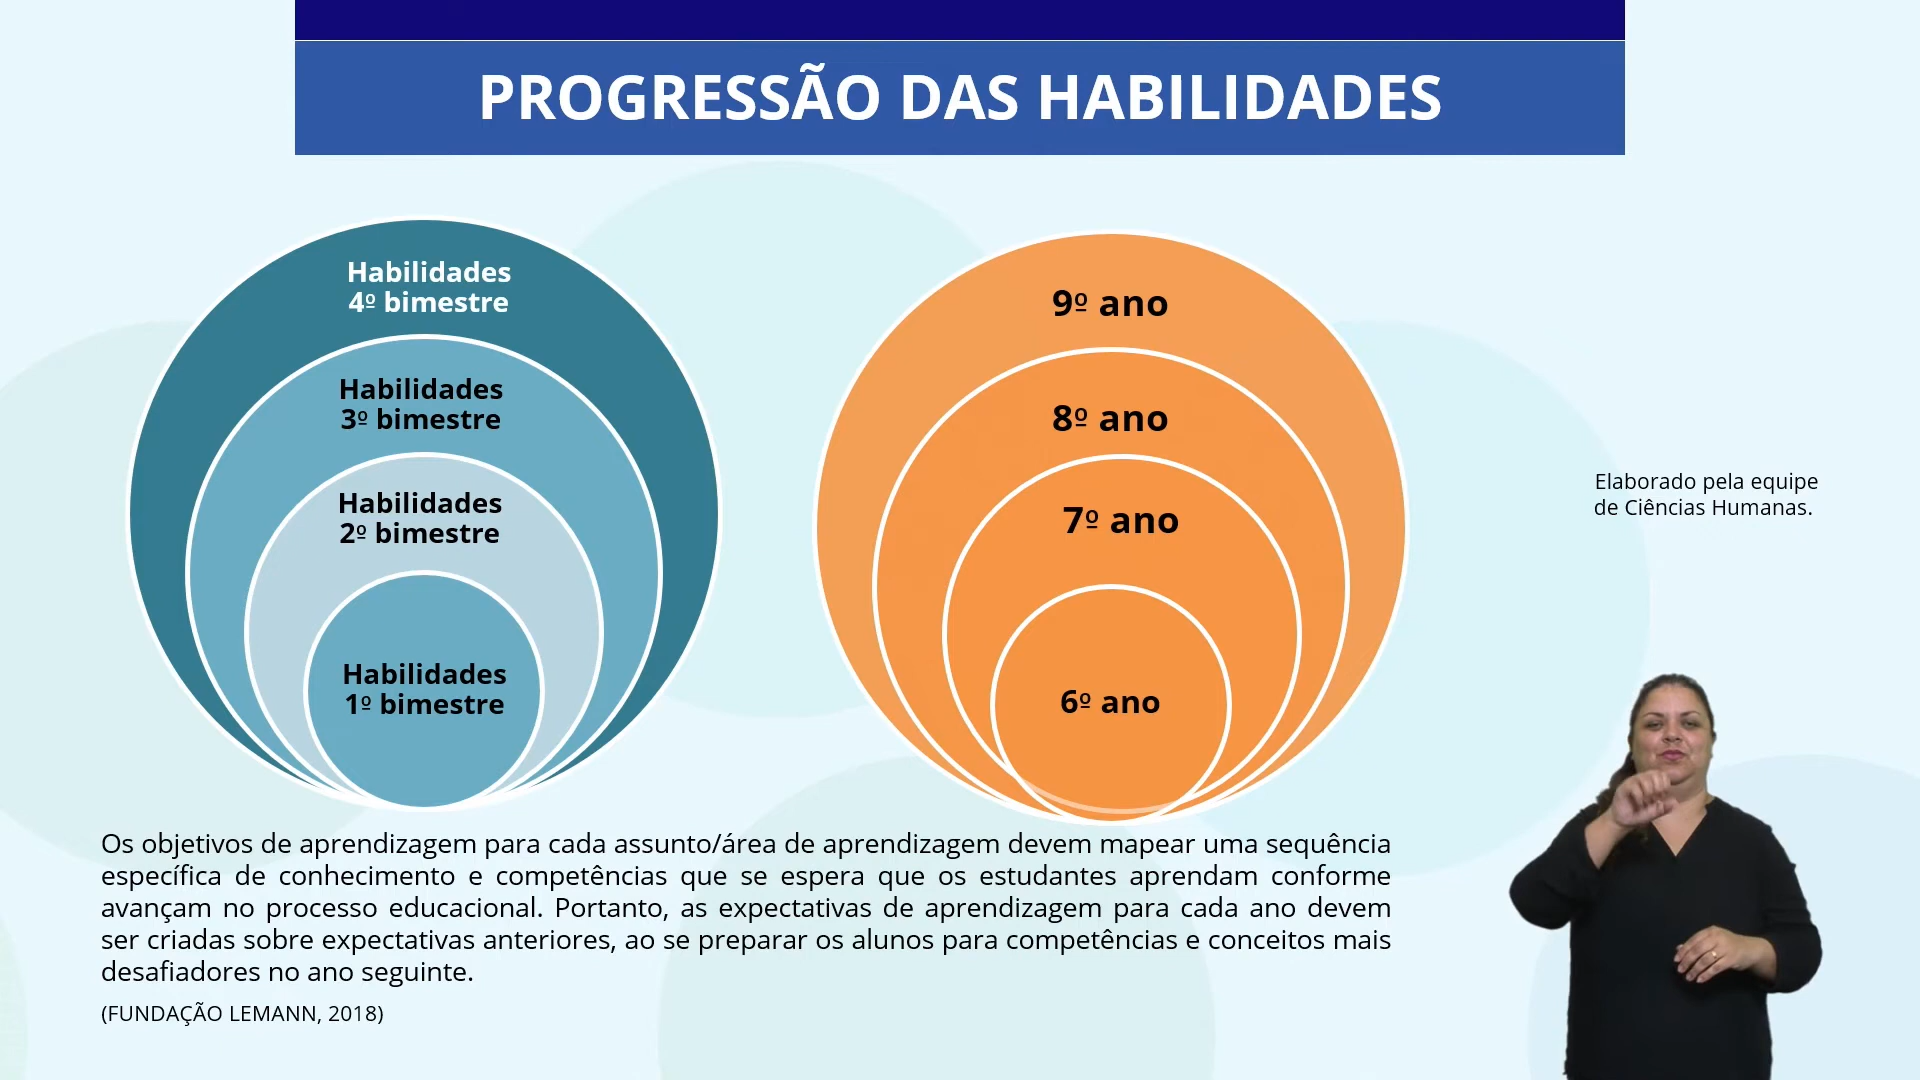 PROGRESSÃO DAS HABILIDADES
Habilidades
4º bimestre
Habilidades
3º bimestre
Habilidades
2º bimestre
Habilidades
1º bimestre
9º ano
8º ano
7º ano
6º ano
Elaborado pela equipe
de Ciências Humanas.
Os objetivos de aprendizagem para cada assunto/área de aprendizagem devem mapear uma sequência
específica de conhecimento e competências que se espera que os estudantes aprendam conforme
avançam no processo educacional. Portanto, as expectativas de aprendizagem para cada ano devem
ser criadas sobre expectativas anteriores, ao se preparar os alunos para competências e conceitos mais
desafiadores no ano seguinte.
(FUNDAÇÃO LEMANN, 2018)